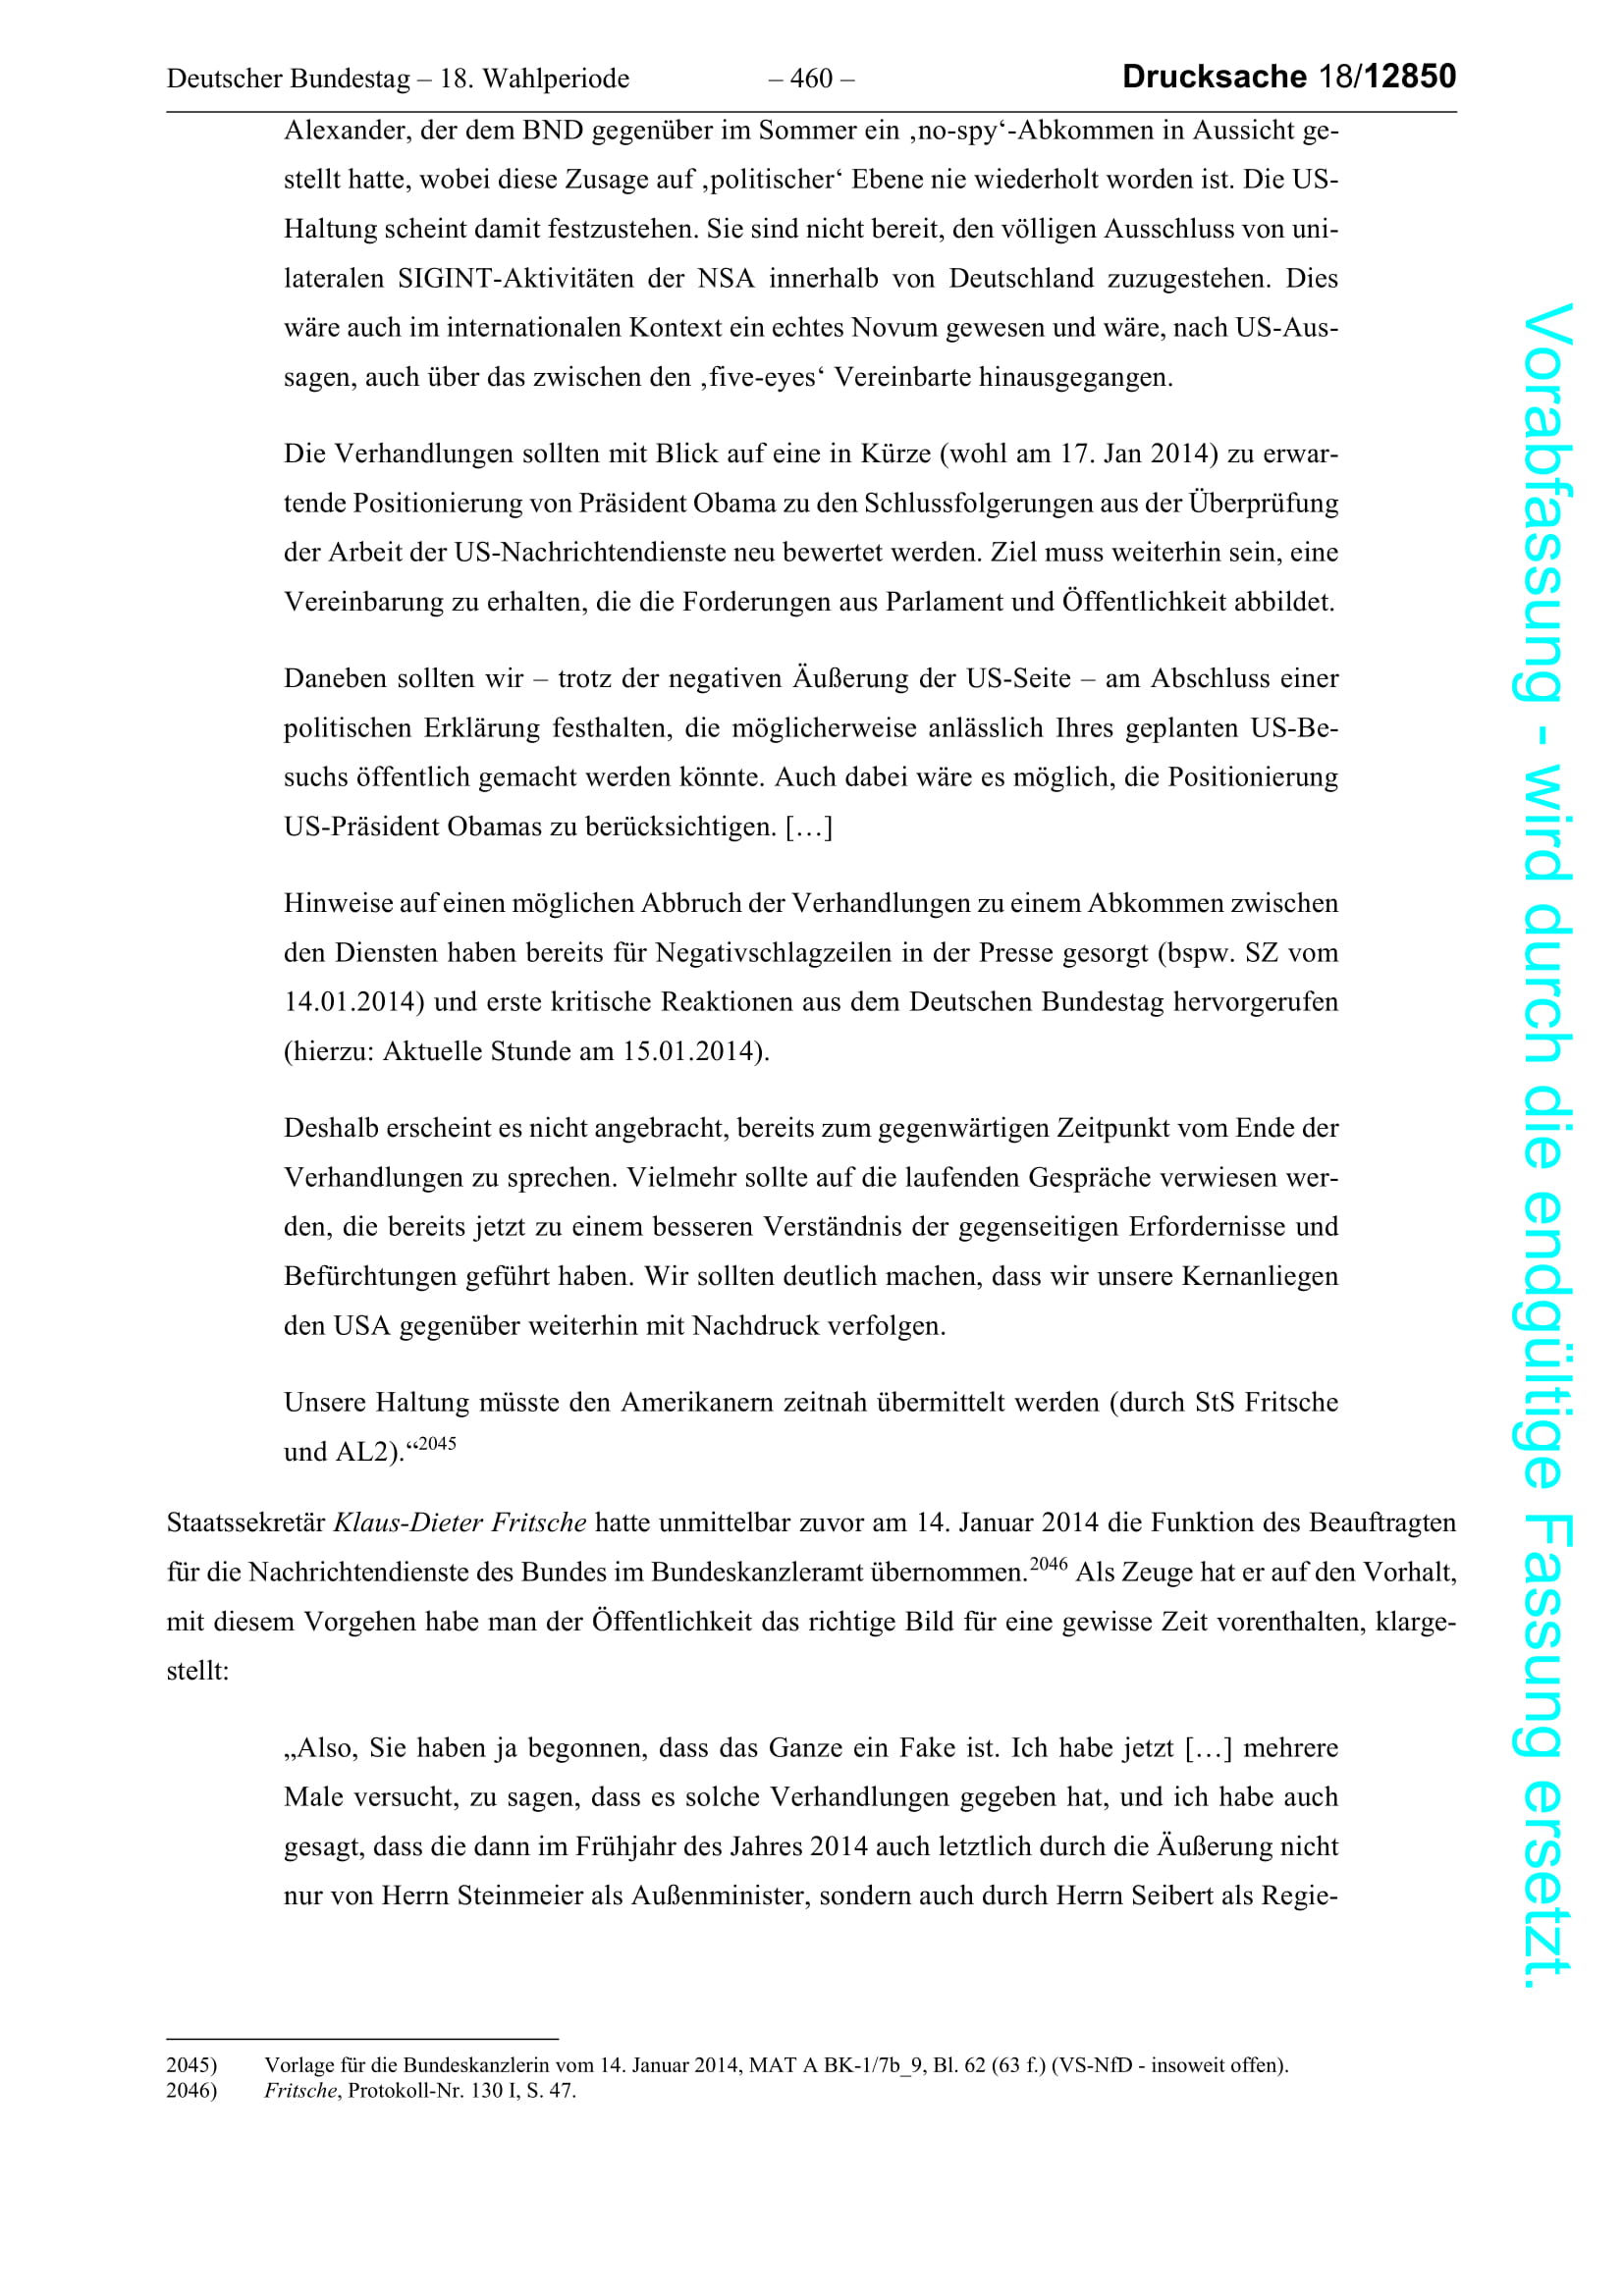 Deutscher Bundestag – 18. Wahlperiode – 460 – Drucksache 18/12850
Alexander, der dem BND gegenüber im Sommer ein ‚no-spy‘-Abkommen in Aussicht ge-
stellt hatte, wobei diese Zusage auf ‚politischer‘ Ebene nie wiederholt worden ist. Die US-
Haltung scheint damit festzustehen. Sie sind nicht bereit, den völligen Ausschluss von uni-
lateralen SIGINT-Aktivitäten der NSA innerhalb von Deutschland zuzugestehen. Dies
wäre auch im internationalen Kontext ein echtes Novum gewesen und wäre, nach US-Aus-
sagen, auch über das zwischen den ‚five-eyes‘ Vereinbarte hinausgegangen.
Die Verhandlungen sollten mit Blick auf eine in Kürze (wohl am 17. Jan 2014) zu erwar-
tende Positionierung von Präsident Obama zu den Schlussfolgerungen aus der Überprüfung
der Arbeit der US-Nachrichtendienste neu bewertet werden. Ziel muss weiterhin sein, eine
Vereinbarung zu erhalten, die die Forderungen aus Parlament und Öffentlichkeit abbildet.
Daneben sollten wir – trotz der negativen Äußerung der US-Seite – am Abschluss einer
politischen Erklärung festhalten, die möglicherweise anlässlich Ihres geplanten US-Be-
suchs öffentlich gemacht werden könnte. Auch dabei wäre es möglich, die Positionierung
US-Präsident Obamas zu berücksichtigen. […]
Hinweise auf einen möglichen Abbruch der Verhandlungen zu einem Abkommen zwischen
den Diensten haben bereits für Negativschlagzeilen in der Presse gesorgt (bspw. SZ vom
14.01.2014) und erste kritische Reaktionen aus dem Deutschen Bundestag hervorgerufen
(hierzu: Aktuelle Stunde am 15.01.2014).
Deshalb erscheint es nicht angebracht, bereits zum gegenwärtigen Zeitpunkt vom Ende der
Verhandlungen zu sprechen. Vielmehr sollte auf die laufenden Gespräche verwiesen wer-
den, die bereits jetzt zu einem besseren Verständnis der gegenseitigen Erfordernisse und
Befürchtungen geführt haben. Wir sollten deutlich machen, dass wir unsere Kernanliegen
den USA gegenüber weiterhin mit Nachdruck verfolgen.
Unsere Haltung müsste den Amerikanern zeitnah übermittelt werden (durch StS Fritsche
und AL2).“2045
Staatssekretär Klaus-Dieter Fritsche hatte unmittelbar zuvor am 14. Januar 2014 die Funktion des Beauftragten
für die Nachrichtendienste des Bundes im Bundeskanzleramt übernommen.2046 Als Zeuge hat er auf den Vorhalt,
mit diesem Vorgehen habe man der Öffentlichkeit das richtige Bild für eine gewisse Zeit vorenthalten, klarge-
stellt:
„Also, Sie haben ja begonnen, dass das Ganze ein Fake ist. Ich habe jetzt […] mehrere
Male versucht, zu sagen, dass es solche Verhandlungen gegeben hat, und ich habe auch
gesagt, dass die dann im Frühjahr des Jahres 2014 auch letztlich durch die Äußerung nicht
nur von Herrn Steinmeier als Außenminister, sondern auch durch Herrn Seibert als Regie-
2045) Vorlage für die Bundeskanzlerin vom 14. Januar 2014, MAT A BK-1/7b_9, Bl. 62 (63 f.) (VS-NfD - insoweit offen).
2046) Fritsche, Protokoll-Nr. 130 I, S. 47.
Vorabfassung - wird durch die endgültige Fassung ersetzt.